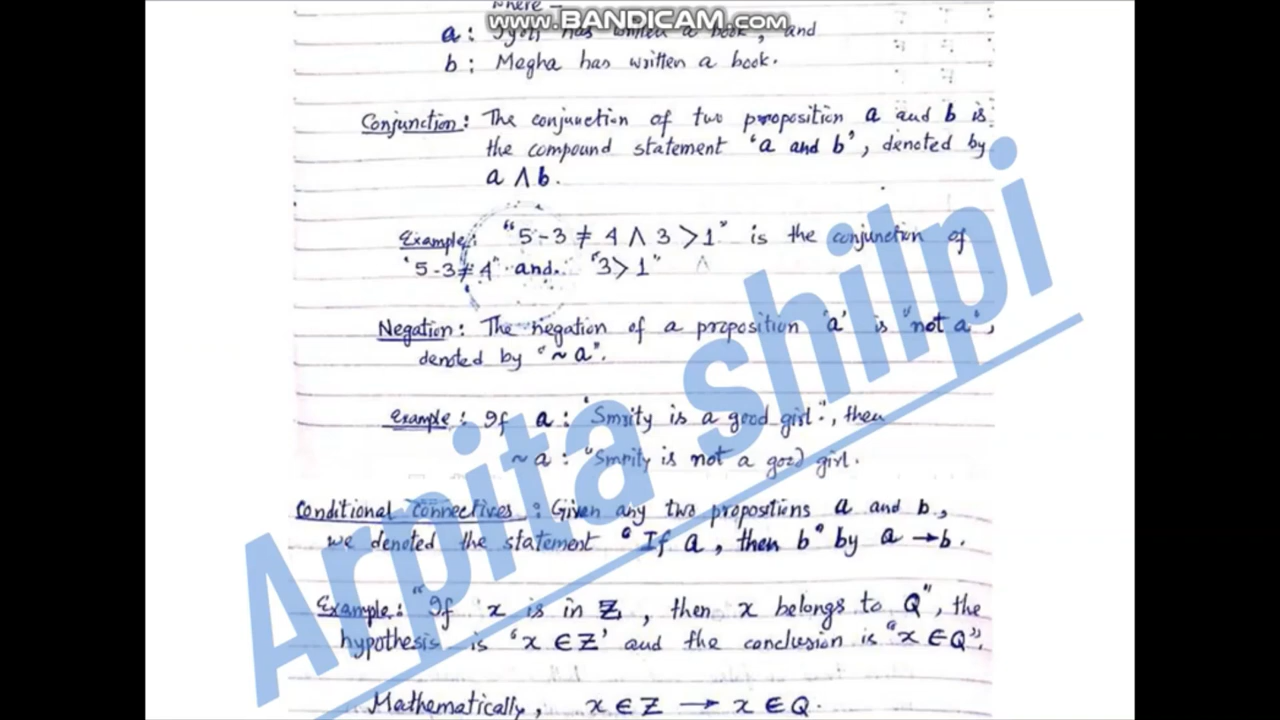 where –
www.BANDICAM.com
a : Jyoti has written a book, and
b : Megha has written a book.
Conjunction : The conjunction of two proposition a and b is
the compound statement 'a and b', denoted by
a ∧ b.
Example : "5-3 ≠ 4 ∧ 3 > 1" is the conjunction of
'5-3 ≠ 4" and. "3 > 1"
Negation : The negation of a proposition 'a' is "not a",
denoted by "~ a".
Example : If a : 'Smrity is a good girl", then
~ a : "Smrity is not a good girl.
Conditional connectives : Given any two propositions a and b,
we denoted the statement " If a, then b" by a → b.
Example : "If x is in Z, then x belongs to Q", the
hypothesis is 'x ∈ Z' and the conclusion is "x ∈ Q",
Mathematically, x ∈ Z → x ∈ Q.
Arpita shilpi